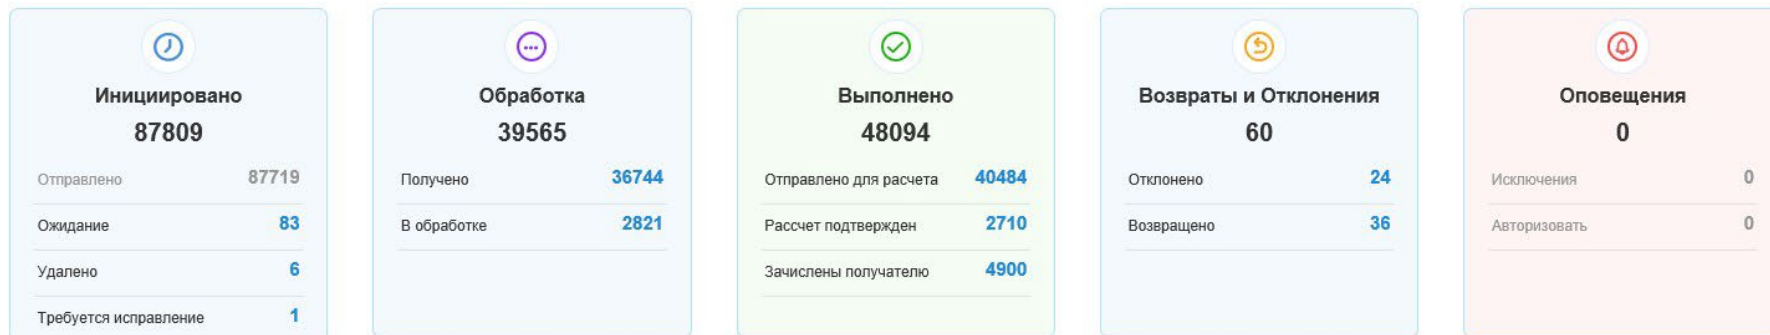 Инициировано
87809
Отправлено 87719
Ожидание 83
Удалено 6
Требуется исправление 1
Обработка
39565
Получено 36744
В обработке 2821
Выполнено
48094
Отправлено для расчета 40484
Рассчет подтвержден 2710
Зачислены получателю 4900
Возвраты и Отклонения
60
Отклонено 24
Возвращено 36
Оповещения
0
Исключения 0
Авторизовать 0